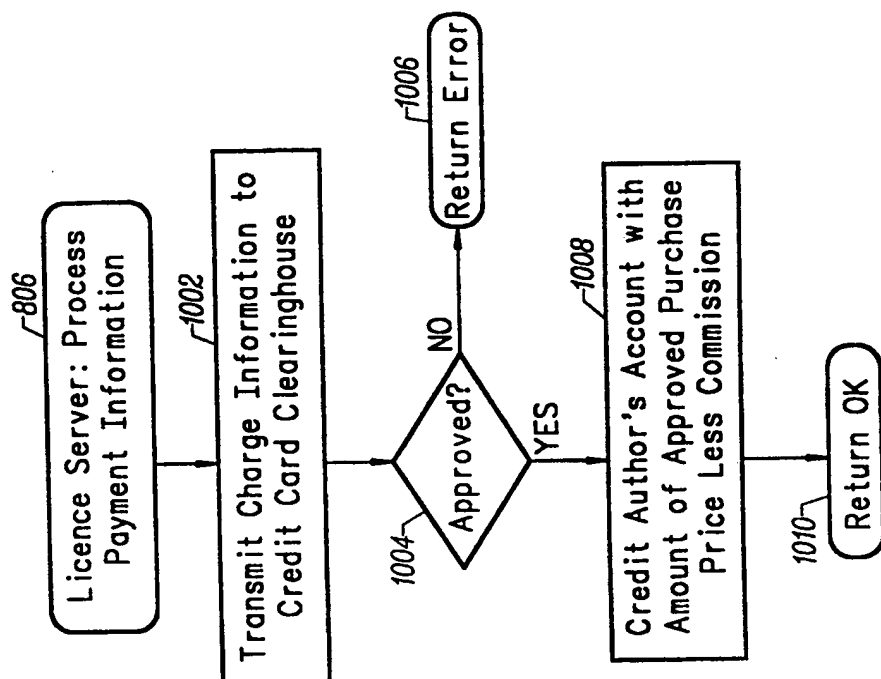 806
Licence Server: Process
Payment Information
1002
Transmit Charge Information to
Credit Card Clearinghouse
1004
Approved?
NO
1006
Return Error
YES
1008
Credit Author's Account with
Amount of Approved Purchase
Price Less Commission
1010
Return OK